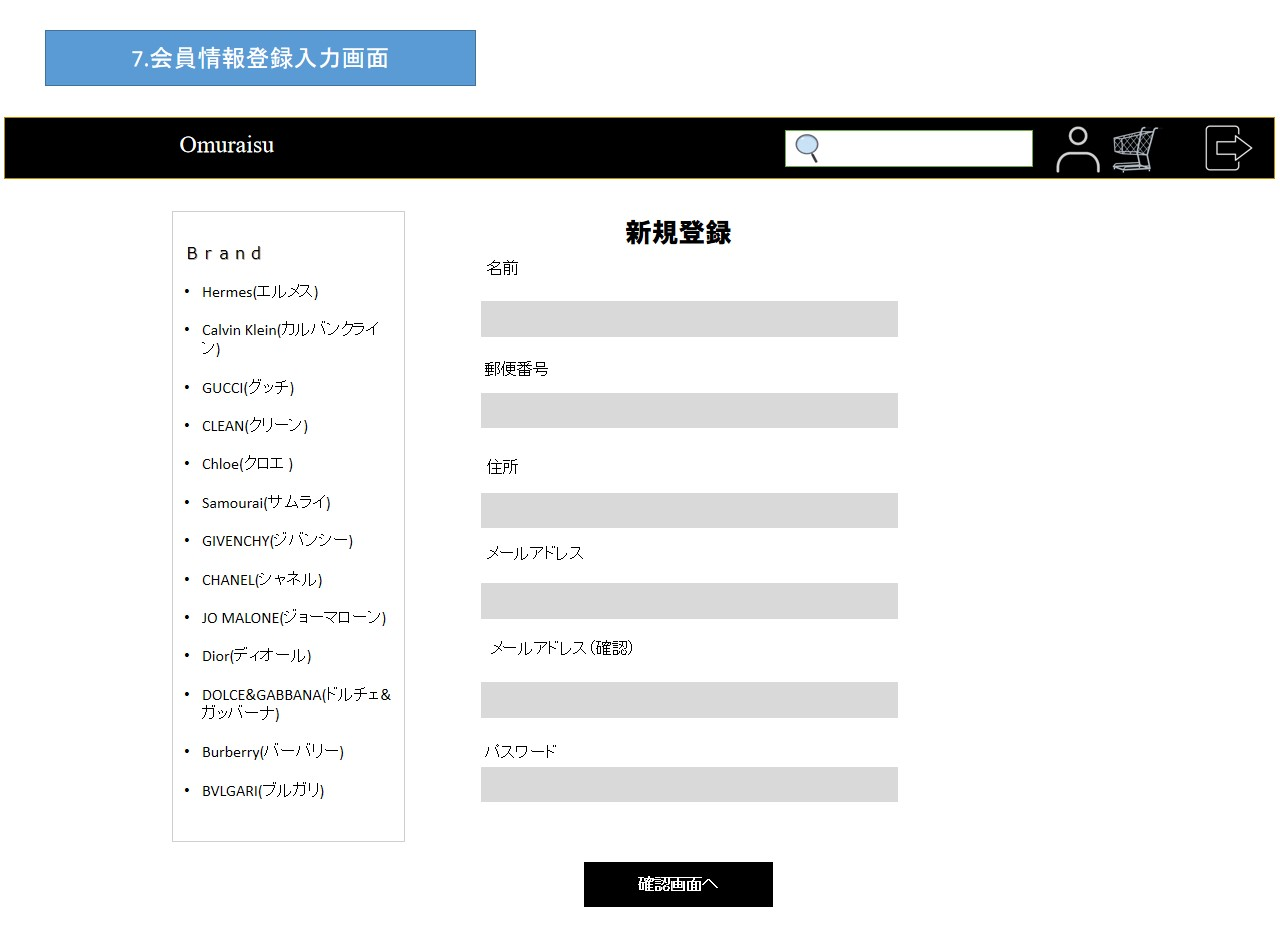 7.会員情報登録入力画面
Omuraisu
Brand
• Hermes(エルメス)
• Calvin Klein(カルバンクライ
ン)
• GUCCI(グッチ)
• CLEAN(クリーン)
• Chloe(クロエ )
• Samourai(サムライ)
• GIVENCHY(ジバンシー)
• CHANEL(シャネル)
• JO MALONE(ジョーマローン)
• Dior(ディオール)
• DOLCE&GABBANA(ドルチェ&
ガッバーナ)
• Burberry(バーバリー)
• BVLGARI(ブルガリ)
新規登録
名前
郵便番号
住所
メールアドレス
メールアドレス(確認)
パスワード
確認画面へ